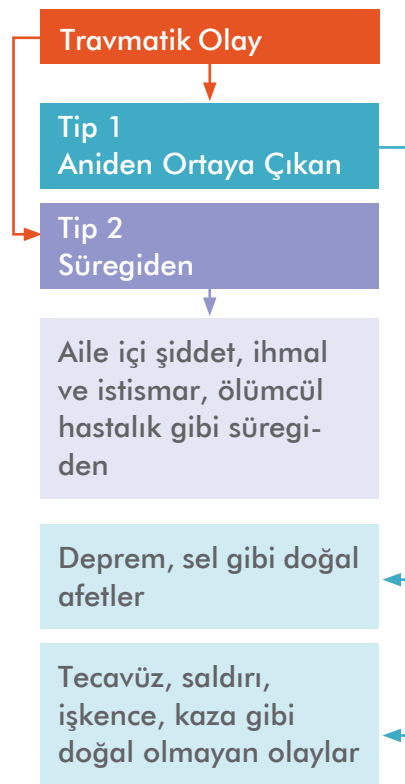 Travmatik Olay
Tip 1
Aniden Ortaya Çıkan
Tip 2
Süregiden
Aile içi şiddet, ihmal
ve istismar, ölümcül
hastalık gibi süregi-
den
Deprem, sel gibi doğal
afetler
Tecavüz, saldırı,
işkence, kaza gibi
doğal olmayan olaylar